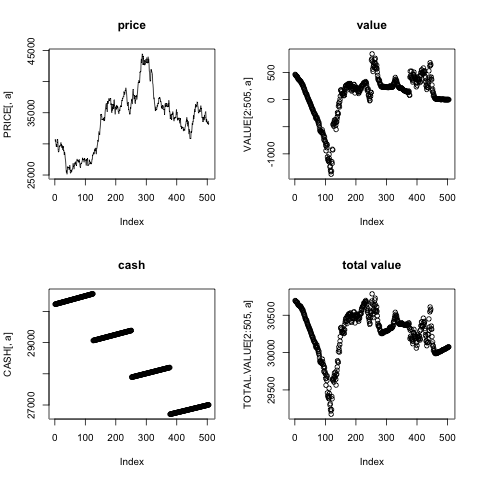 price
PRICE[, a]
25000 35000 45000
0 100 200 300 400 500
Index
value
VALUE[2:505, a]
-1000 0 500
0 100 200 300 400 500
Index
cash
CASH[, a]
27000 29000
0 100 200 300 400 500
Index
total value
TOTAL.VALUE[2:505, a]
29500 30000 30500
0 100 200 300 400 500
Index